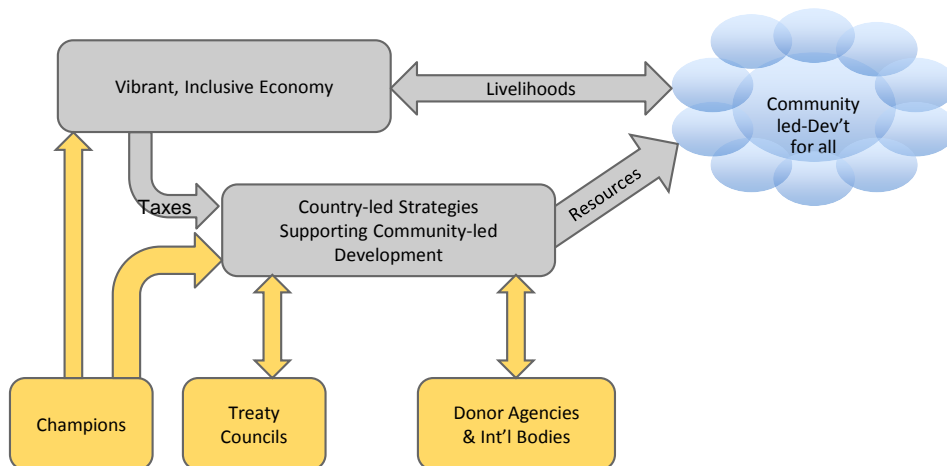 Vibrant, Inclusive Economy
Livelihoods
Community
led-Dev't
for all
Taxes
Country-led Strategies
Supporting Community-led
Development
Resources
Champions
Treaty
Councils
Donor Agencies
& Int'l Bodies